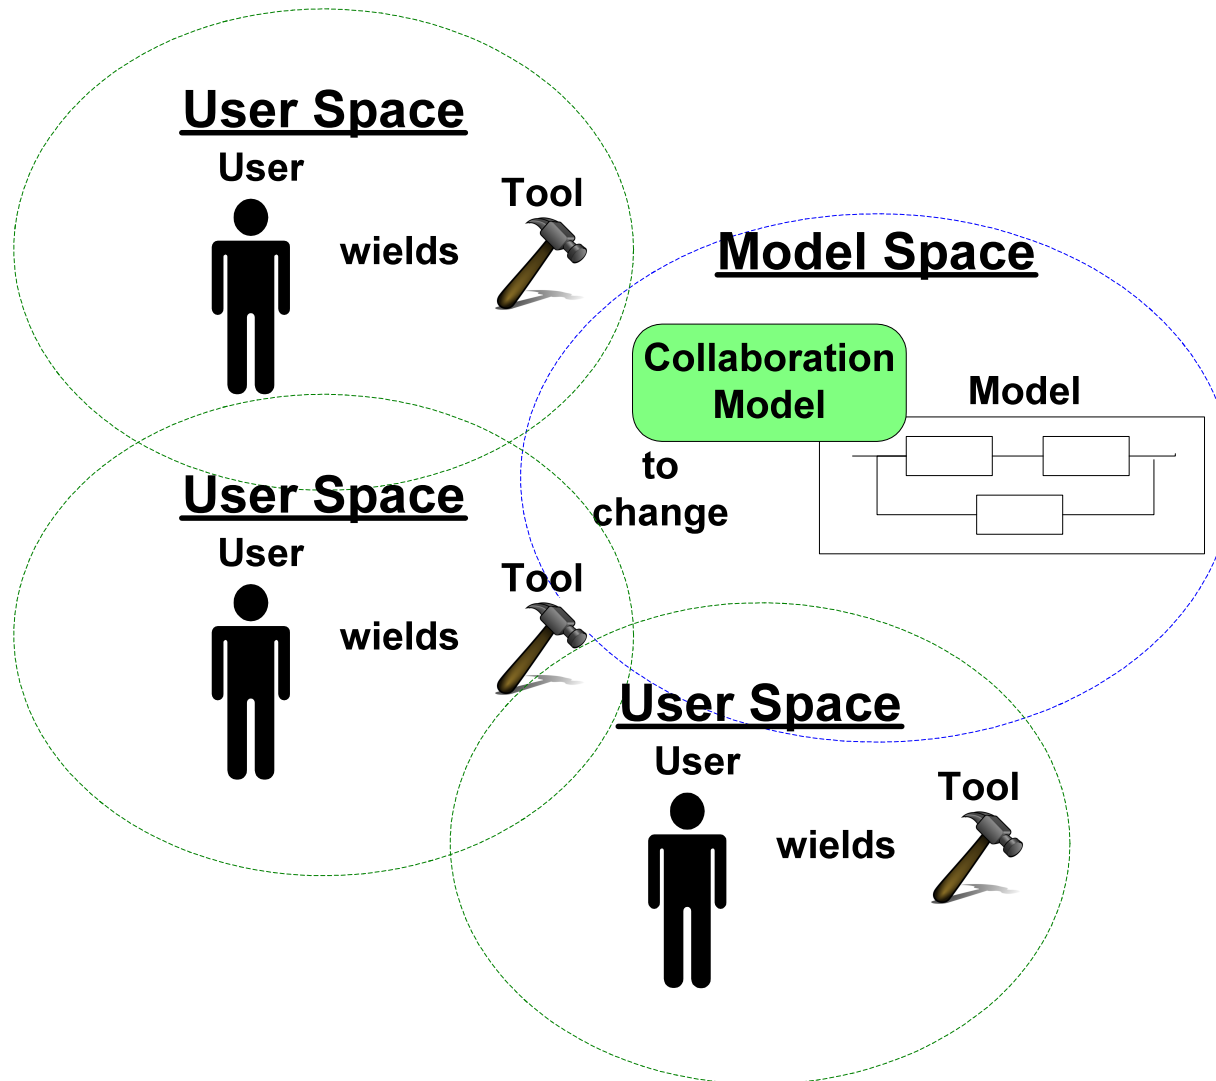 User Space
User
Tool
wields
Model Space
Collaboration
Model
Model
to
change
User Space
User
Tool
wields
User Space
User
Tool
wields